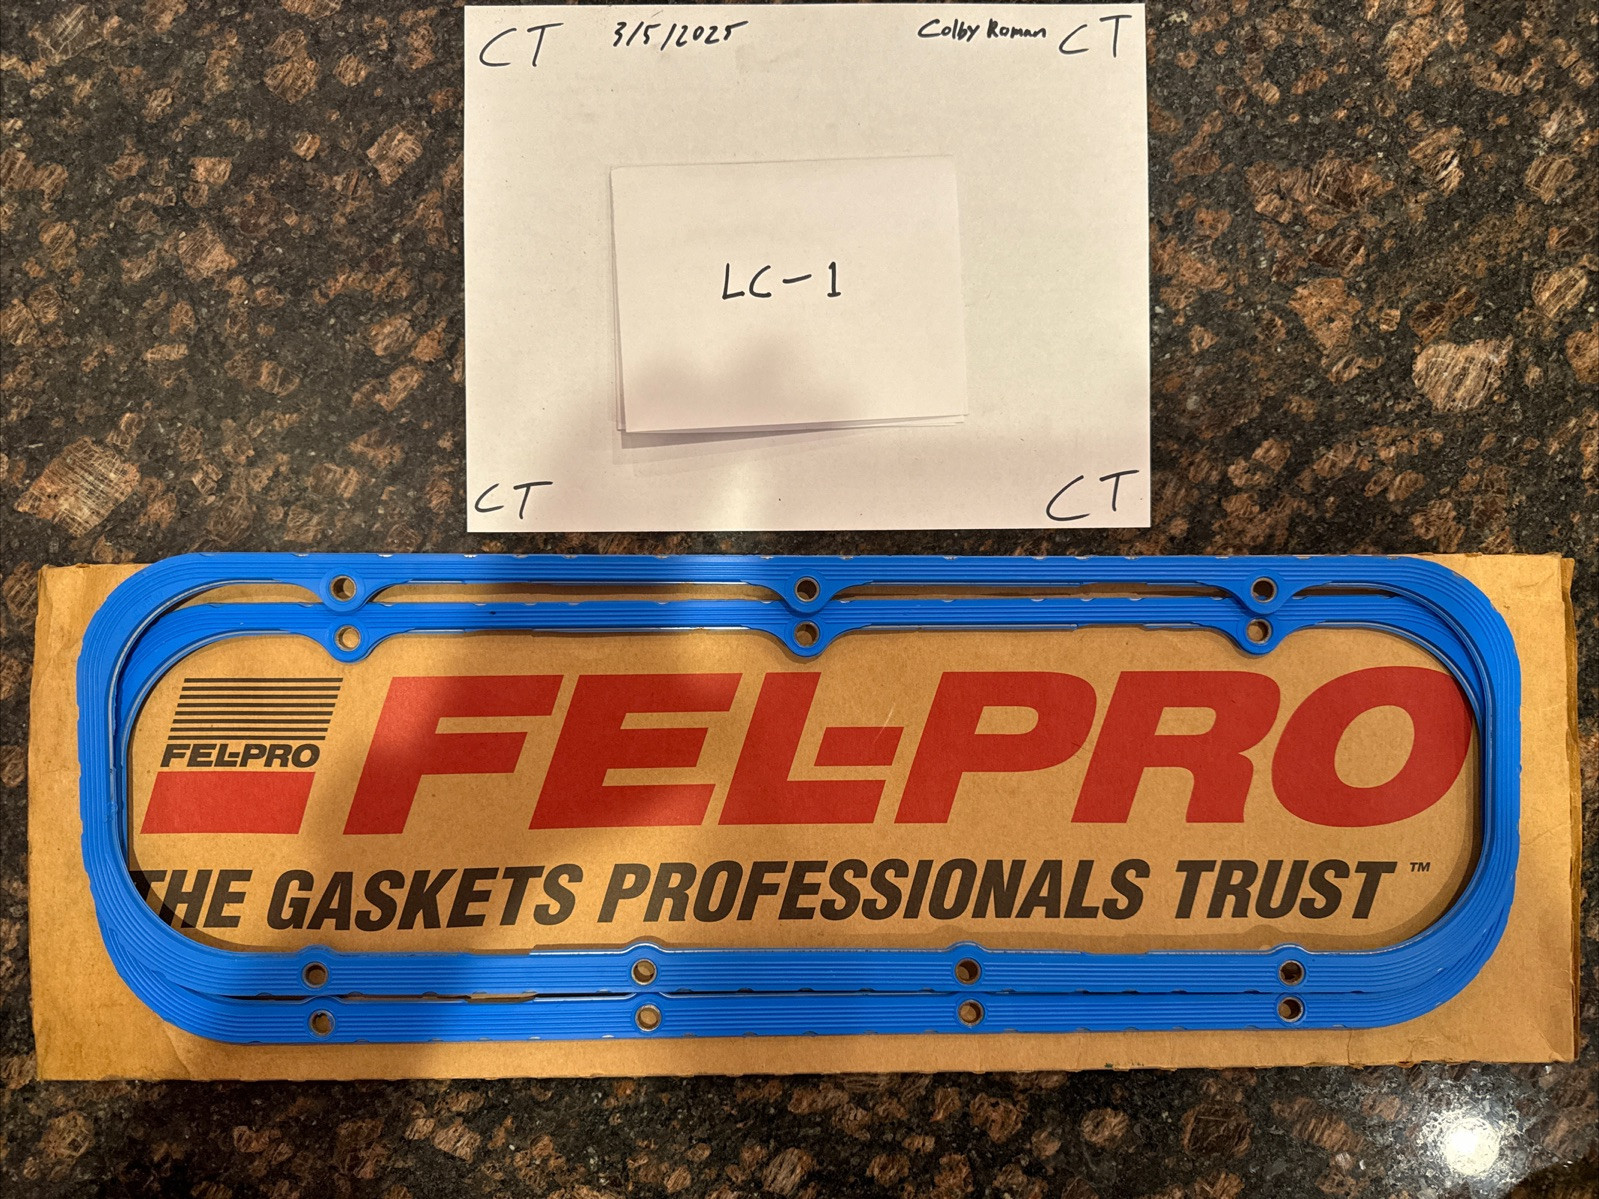 CT 3/5/2025 Colby Roman CT
LC-1
CT CT
FEL-PRO
FEL-PRO
THE GASKETS PROFESSIONALS TRUST™